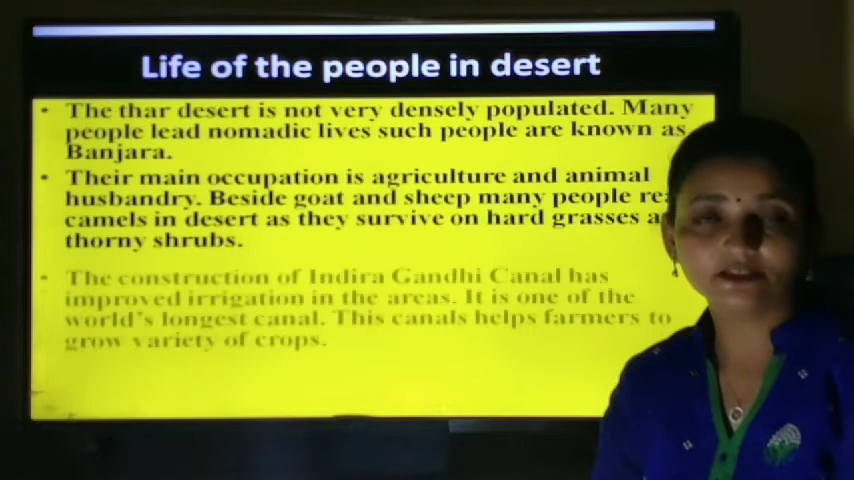 Life of the people in desert
• The thar desert is not very densely populated. Many
people lead nomadic lives such people are known as
Banjara.
• Their main occupation is agriculture and animal
husbandry. Beside goat and sheep many people
camels in desert as they survive on hard grasses
thorny shrubs.
• The construction of Indira Gandhi Canal has
improved irrigation in the areas. It is one of the
world's longest canal. This canals helps farmers to
grow variety of crops.